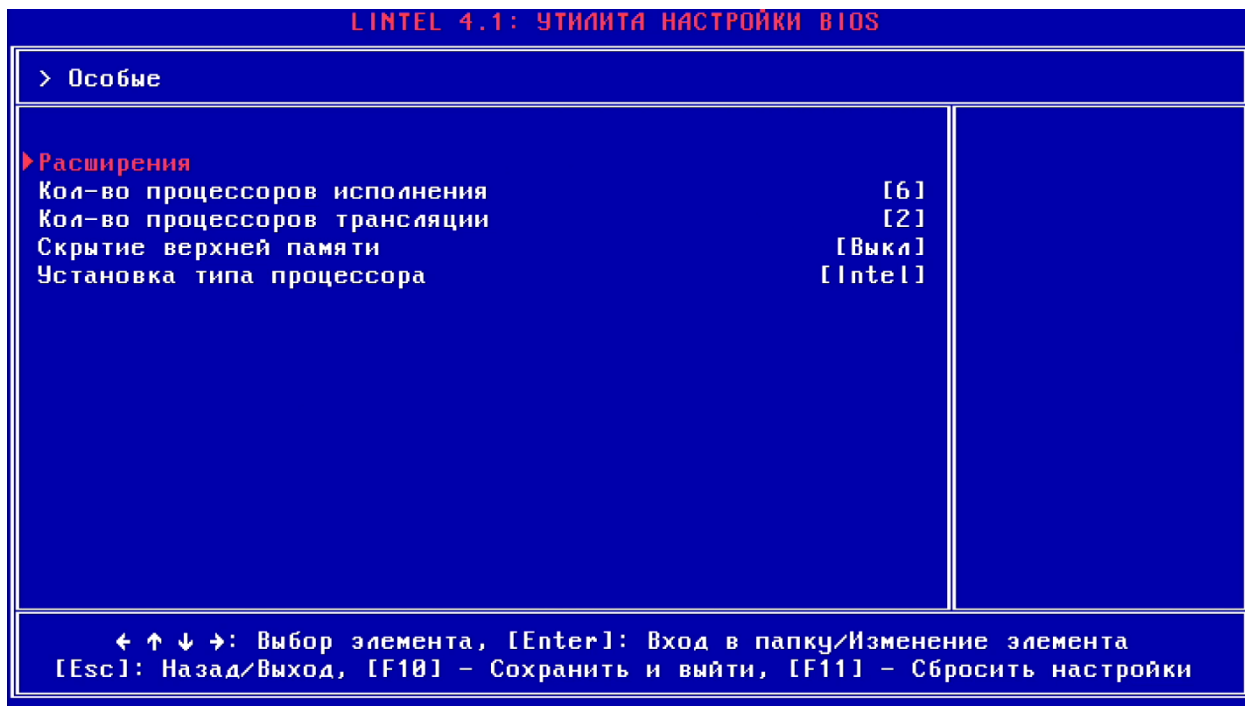 LINTEL 4.1: УТИЛИТА НАСТРОЙКИ BIOS
> Особые
Расширения
Кол-во процессоров исполнения [6]
Кол-во процессоров трансляции [2]
Скрытие верхней памяти [Выкл]
Установка типа процессора [Intel]
← ↑ ↓ →: Выбор элемента, [Enter]: Вход в папку/Изменение элемента
[Esc]: Назад/Выход, [F10] - Сохранить и выйти, [F11] - Сбросить настройки